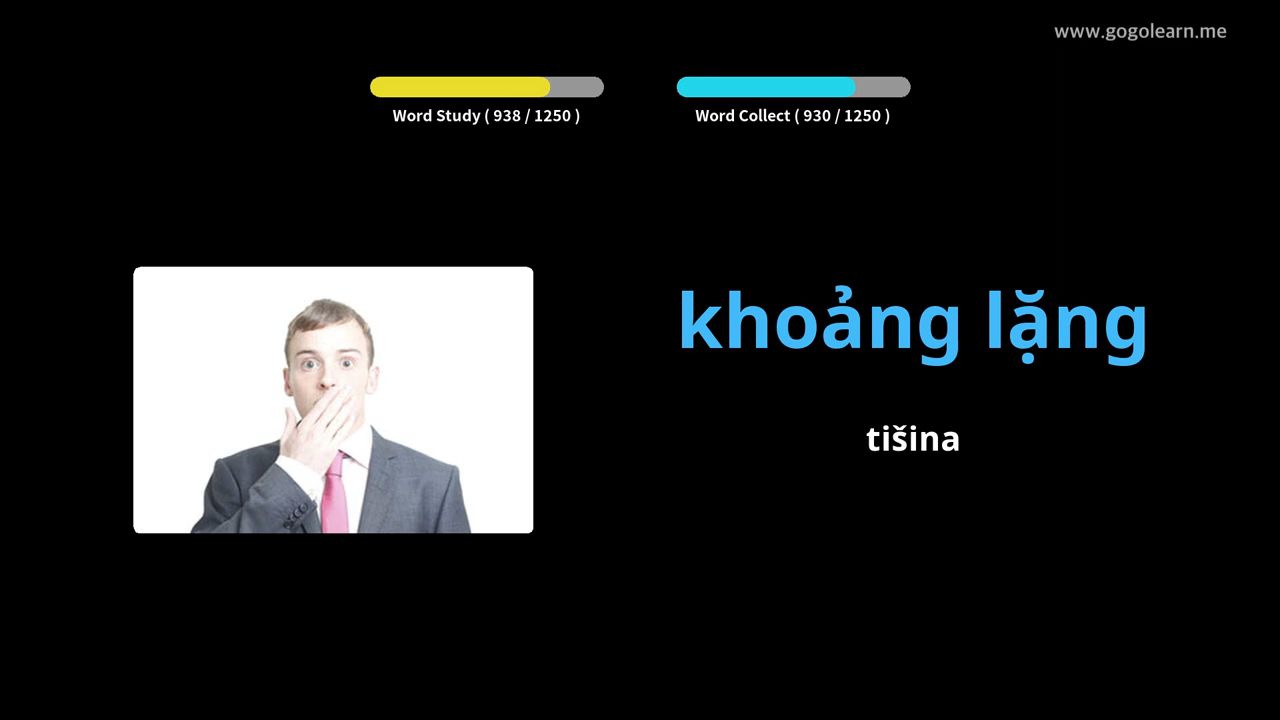 www.gogolearn.me
Word Study ( 938 / 1250 )
Word Collect ( 930 / 1250 )
khoảng lặng
tišina